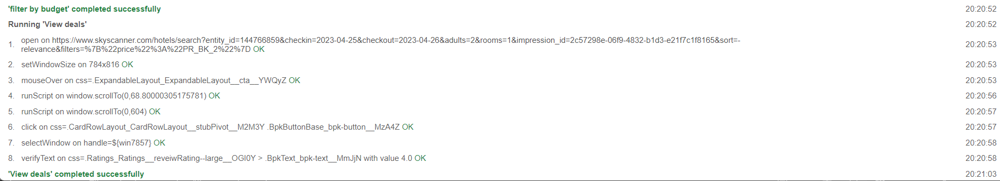 'filter by budget' completed successfully 20:20:52
Running 'View deals' 20:20:52
1. open on https://www.skyscanner.com/hotels/search?entity_id=144766859&checkin=2023-04-25&checkout=2023-04-26&adults=2&rooms=1&impression_id=2c57298e-06f9-4832-b1d3-e21f7c1f8165&sort=- 20:20:53
relevance&filters=%7B%22price%22%3A%22PR_BK_2%22%7D OK
2. setWindowSize on 784x816 OK 20:20:53
3. mouseOver on css=.ExpandableLayout_ExpandableLayout__cta__YWQyZ OK 20:20:53
4. runScript on window.scrollTo(0,68.80000305175781) OK 20:20:56
5. runScript on window.scrollTo(0,604) OK 20:20:57
6. click on css=.CardRowLayout_CardRowLayout__stubPivot__M2M3Y .BpkButtonBase_bpk-button__MzA4Z OK 20:20:57
7. selectWindow on handle=${win7857} OK 20:20:58
8. verifyText on css=.Ratings_Ratings__reveiwRating--large__OGI0Y > .BpkText_bpk-text__MmJjN with value 4.0 OK 20:20:58
'View deals' completed successfully 20:21:03